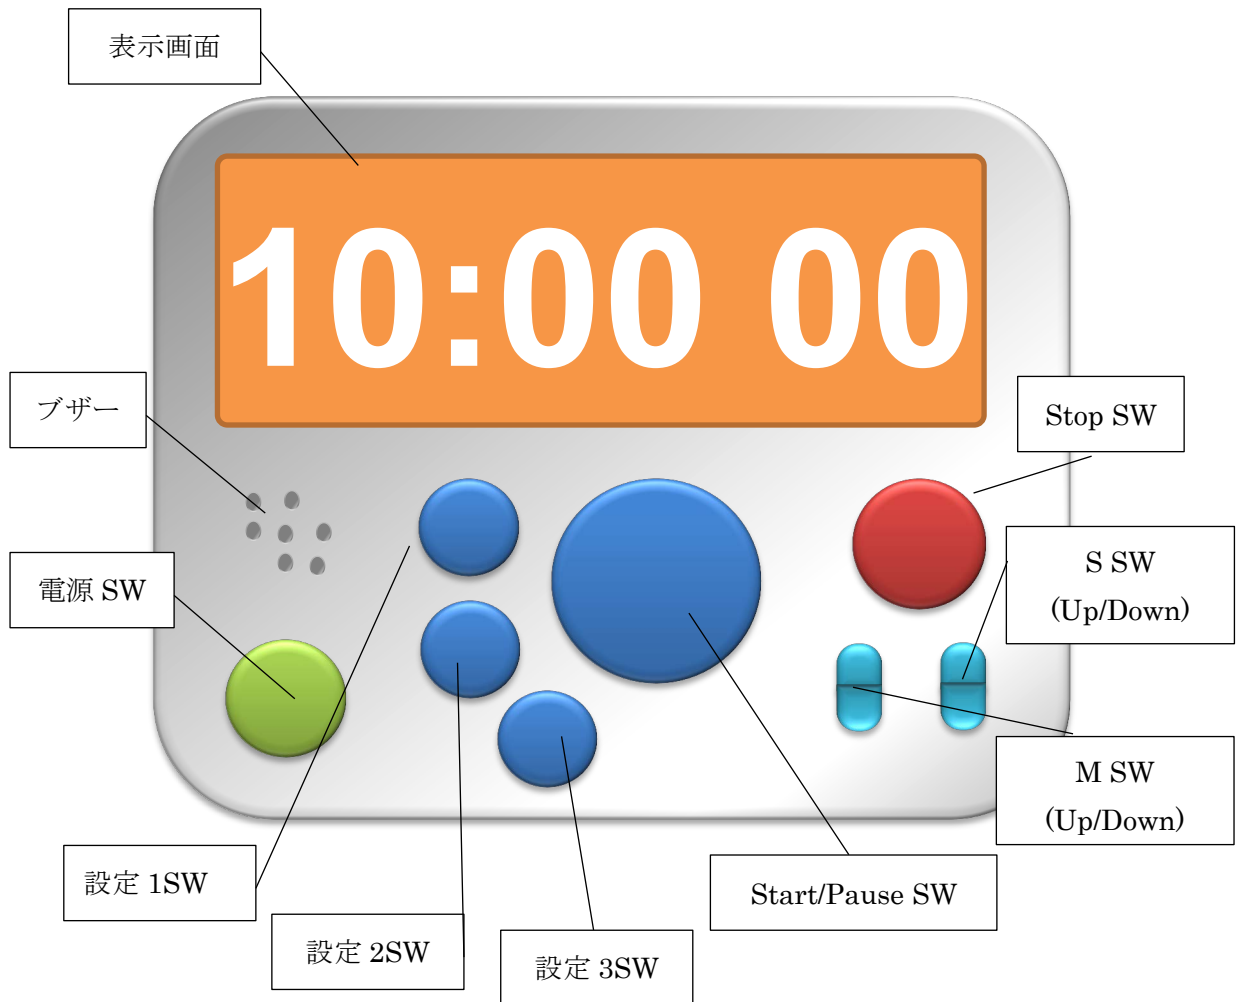 表示画面
10:00 00
ブザー
Stop SW
電源 SW
S SW
(Up/Down)
M SW
(Up/Down)
設定 1SW
Start/Pause SW
設定 2SW
設定 3SW